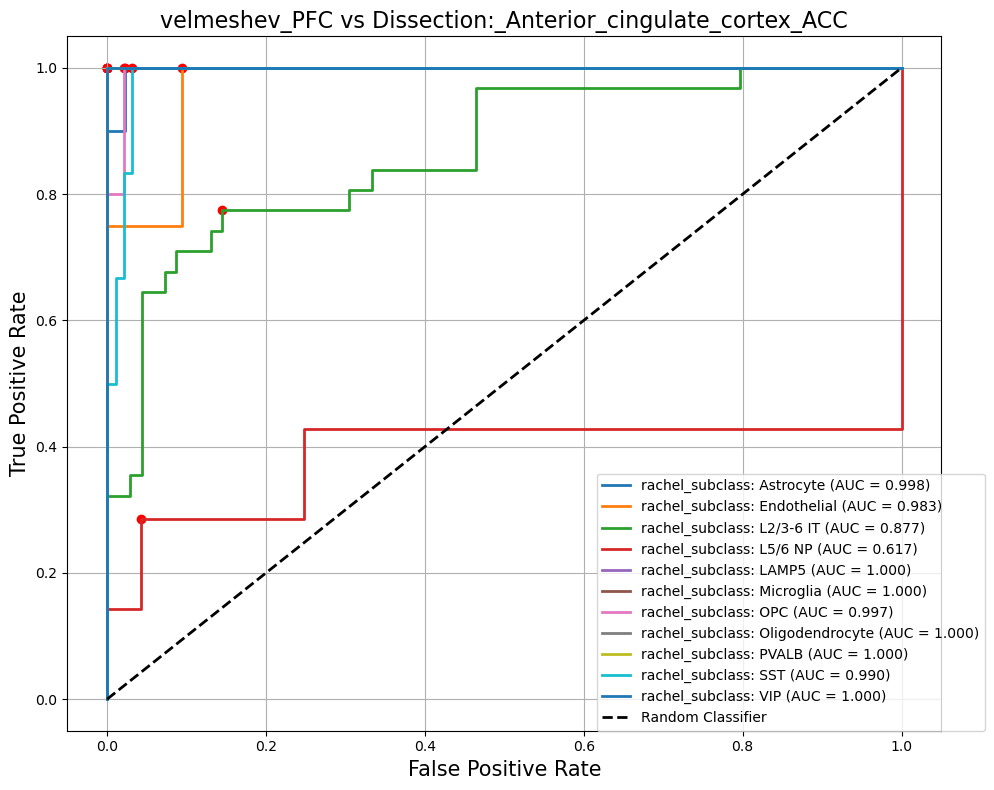 velmeshev_PFC vs Dissection:_Anterior_cingulate_cortex_ACC
True Positive Rate
1.0
0.8
0.6
0.4
0.2
0.0
rachel_subclass: Astrocyte (AUC = 0.998)
rachel_subclass: Endothelial (AUC = 0.983)
rachel_subclass: L2/3-6 IT (AUC = 0.877)
rachel_subclass: L5/6 NP (AUC = 0.617)
rachel_subclass: LAMP5 (AUC = 1.000)
rachel_subclass: Microglia (AUC = 1.000)
rachel_subclass: OPC (AUC = 0.997)
rachel_subclass: Oligodendrocyte (AUC = 1.000)
rachel_subclass: PVALB (AUC = 1.000)
rachel_subclass: SST (AUC = 0.990)
rachel_subclass: VIP (AUC = 1.000)
Random Classifier
0.0 0.2 0.4 0.6 0.8 1.0
False Positive Rate